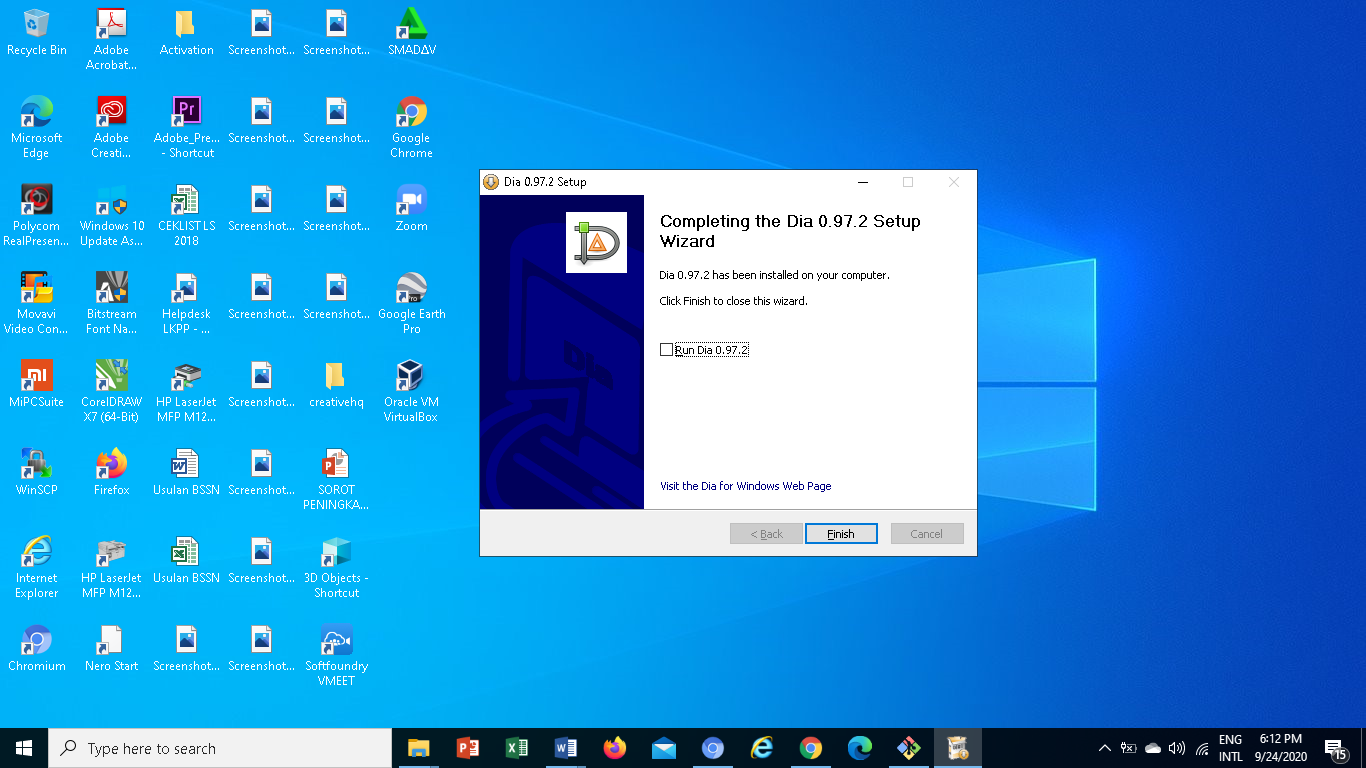 Recycle Bin
Adobe
Acrobat...
Activation
Screenshot...
Screenshot...
SMADΔV
Microsoft
Edge
Adobe
Creati...
Adobe_Pre...
- Shortcut
Screenshot...
Screenshot...
Google
Chrome
Polycom
RealPresen...
Windows 10
Update As...
CEKLIST LS
2018
Screenshot...
Screenshot...
Zoom
Movavi
Video Con...
Bitstream
Font Na...
Helpdesk
LKPP - ...
Screenshot...
Screenshot...
Google Earth
Pro
MiPCSuite
CorelDRAW
X7 (64-Bit)
HP LaserJet
MFP M12...
Screenshot...
creativehq
Oracle VM
VirtualBox
WinSCP
Firefox
Usulan BSSN
Screenshot...
SOROT
PENINGKA...
Internet
Explorer
HP LaserJet
MFP M12...
Usulan BSSN
Screenshot...
3D Objects -
Shortcut
Chromium
Nero Start
Screenshot...
Screenshot...
Softfoundry
VMEET
Dia 0.97.2 Setup
Completing the Dia 0.97.2 Setup
Wizard
Dia 0.97.2 has been installed on your computer.
Click Finish to close this wizard.
Run Dia 0.97.2
Visit the Dia for Windows Web Page
< Back
Finish
Cancel
Type here to search
ENG
INTL
6:12 PM
9/24/2020
15